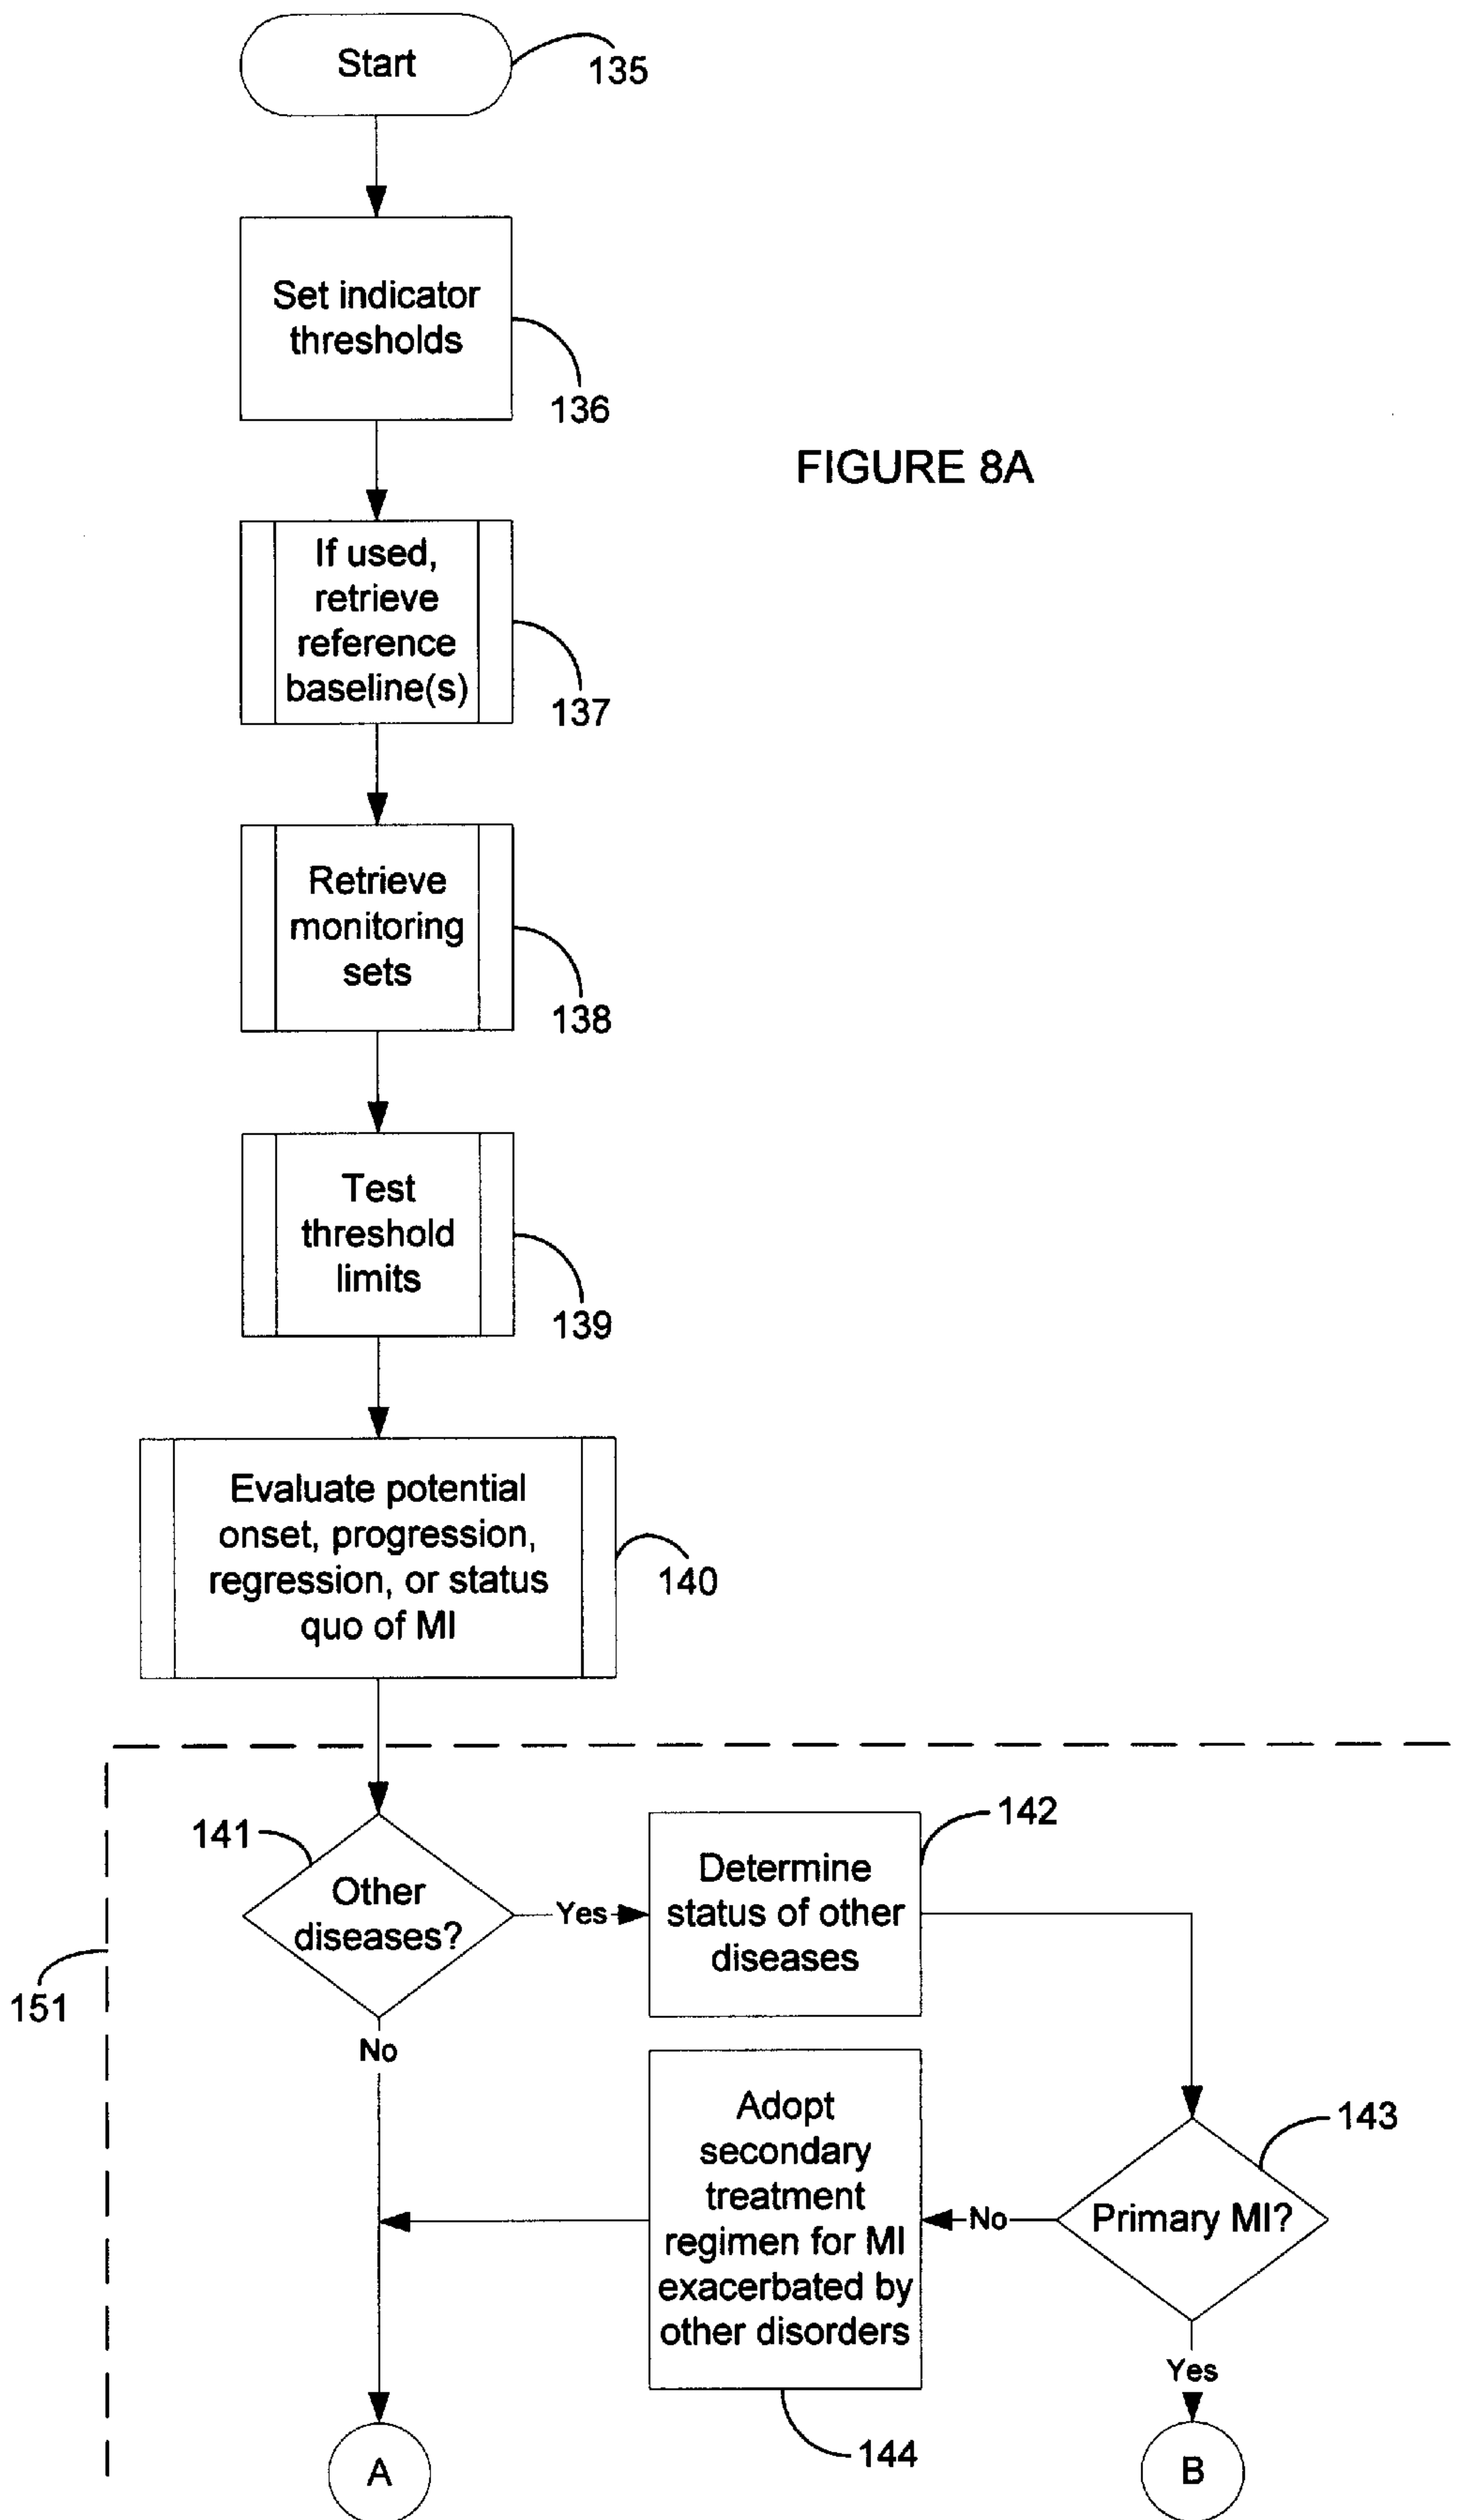 Start
135
Set indicator
thresholds
136
FIGURE 8A
If used,
retrieve
reference
baseline(s)
137
Retrieve
monitoring
sets
138
Test
threshold
limits
139
Evaluate potential
onset, progression,
regression, or status
quo of MI
140
141
Other
diseases?
Yes
Determine
status of other
diseases
142
151
No
Adopt
secondary
treatment
regimen for MI
exacerbated by
other disorders
144
No
Primary MI?
143
Yes
A
B